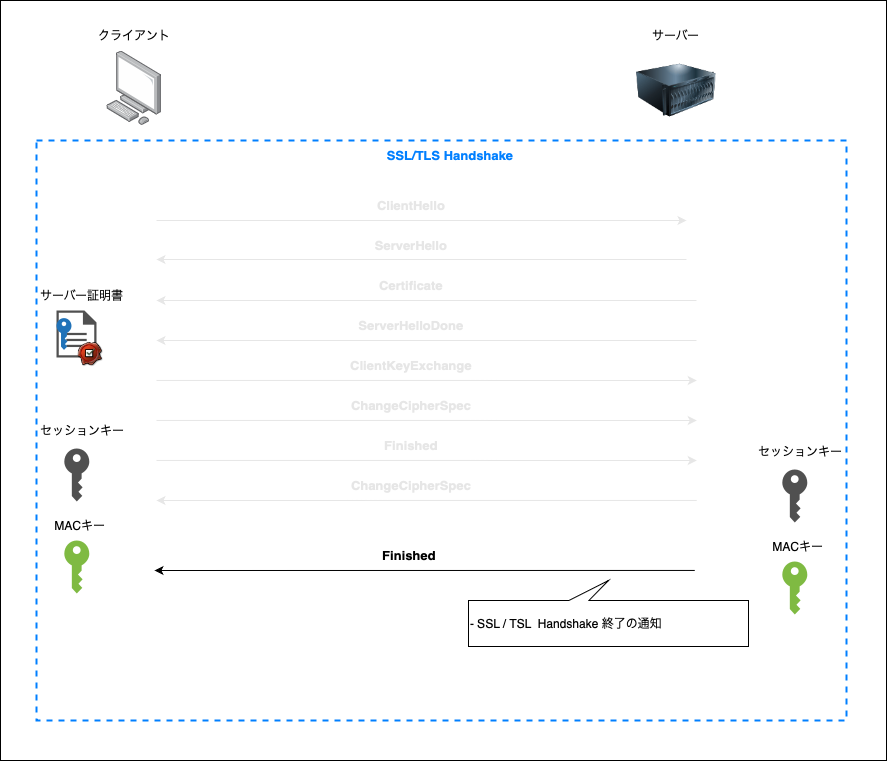 クライアント
サーバー
SSL/TLS Handshake
ClientHello
ServerHello
Certificate
サーバー証明書
ServerHelloDone
ClientKeyExchange
ChangeCipherSpec
セッションキー
Finished
セッションキー
ChangeCipherSpec
MACキー
MACキー
Finished
- SSL / TSL Handshake 終了の通知